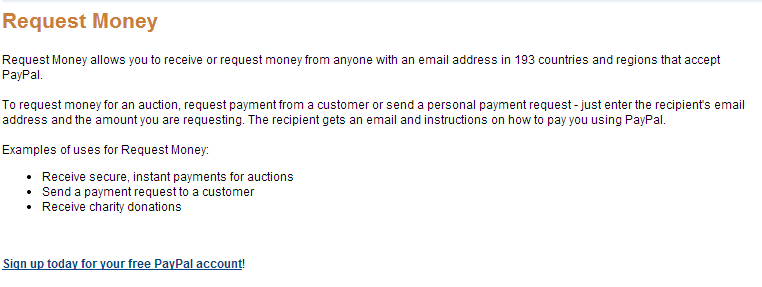 Request Money
Request Money allows you to receive or request money from anyone with an email address in 193 countries and regions that accept
PayPal.
To request money for an auction, request payment from a customer or send a personal payment request - just enter the recipient's email
address and the amount you are requesting. The recipient gets an email and instructions on how to pay you using PayPal.
Examples of uses for Request Money:
• Receive secure, instant payments for auctions
• Send a payment request to a customer
• Receive charity donations
Sign up today for your free PayPal account!